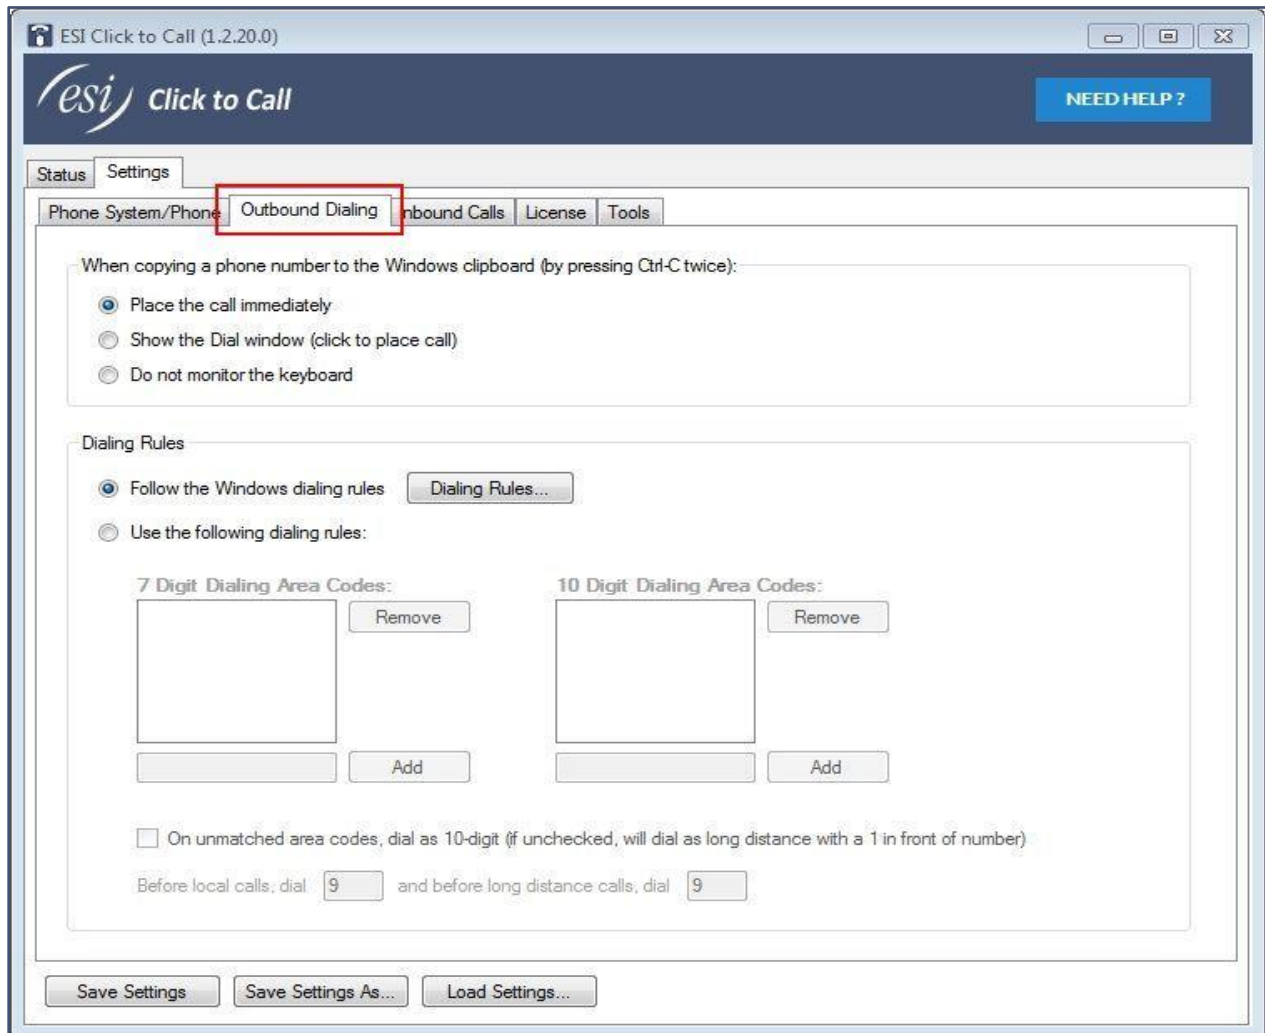 ESI Click to Call (1.2.20.0)
esi Click to Call
NEED HELP ?
Status Settings
Phone System/Phone Outbound Dialing nbound Calls License Tools
When copying a phone number to the Windows clipboard (by pressing Ctrl-C twice):
Place the call immediately
Show the Dial window (click to place call)
Do not monitor the keyboard
Dialing Rules
Follow the Windows dialing rules Dialing Rules...
Use the following dialing rules:
7 Digit Dialing Area Codes: 10 Digit Dialing Area Codes:
Remove Remove
Add Add
On unmatched area codes, dial as 10-digit (if unchecked, will dial as long distance with a 1 in front of number)
Before local calls, dial 9 and before long distance calls, dial 9
Save Settings Save Settings As... Load Settings...